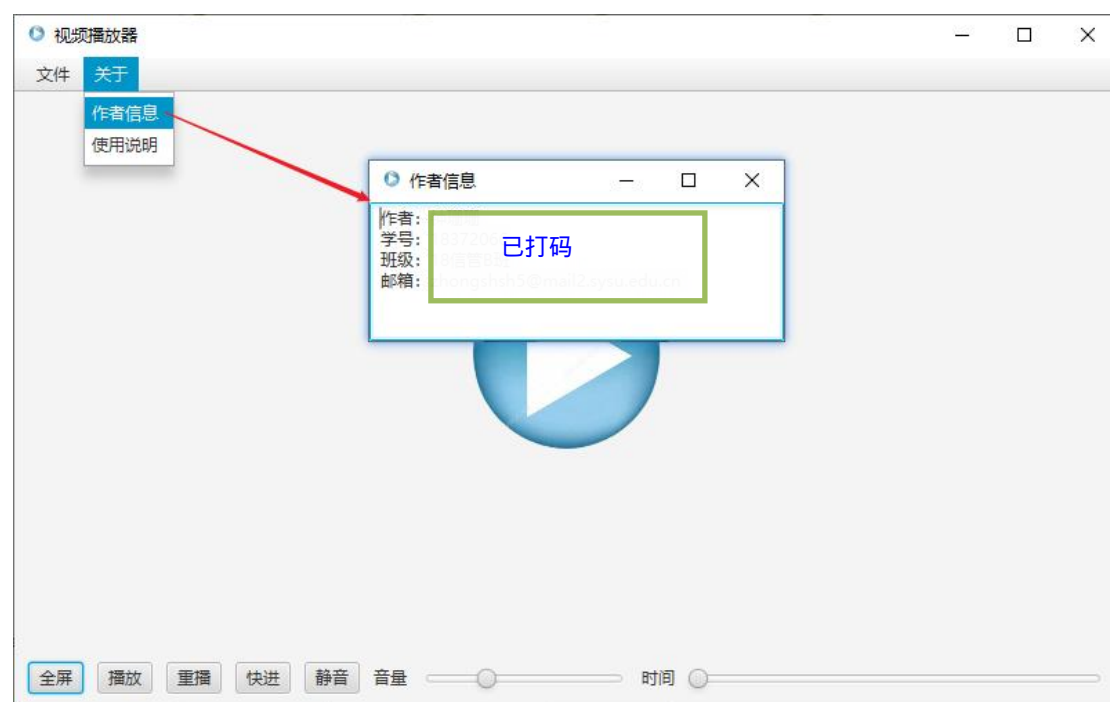 视频播放器
文件 关于
作者信息
使用说明
作者信息
作者：
学号：
班级：
邮箱：
已打码
全屏 播放 重播 快进 静音 音量 时间